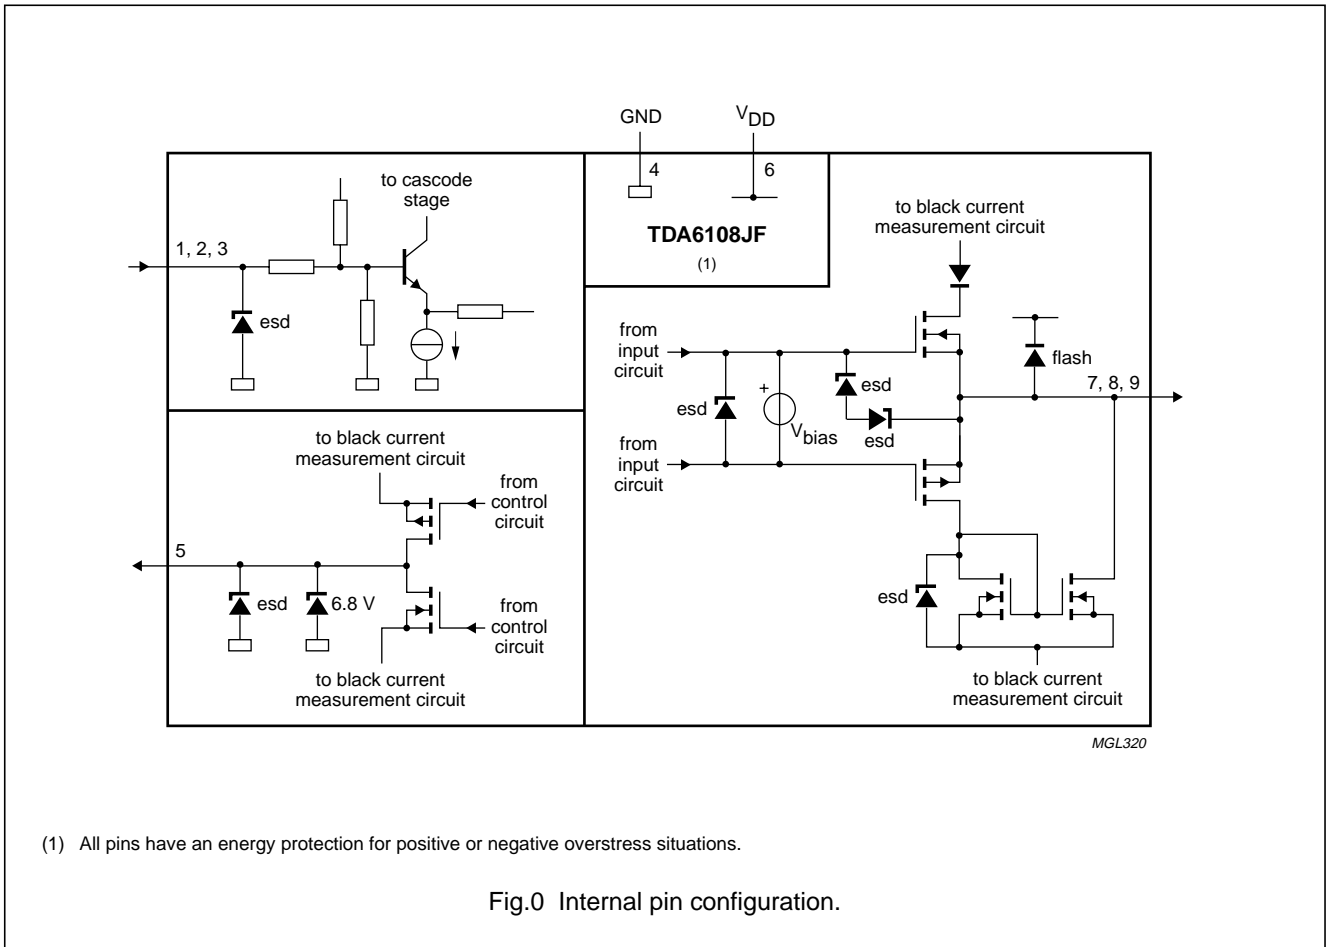 GND
VDD
4
6
TDA6108JF
(1)
to cascode
stage
1, 2, 3
esd
to black current
measurement circuit
from
input
circuit
flash
7, 8, 9
esd
esd
+
Vbias
esd
from
input
circuit
to black current
measurement circuit
from
control
circuit
5
esd
6.8 V
from
control
circuit
to black current
measurement circuit
esd
to black current
measurement circuit
MGL320
(1) All pins have an energy protection for positive or negative overstress situations.
Fig.0 Internal pin configuration.